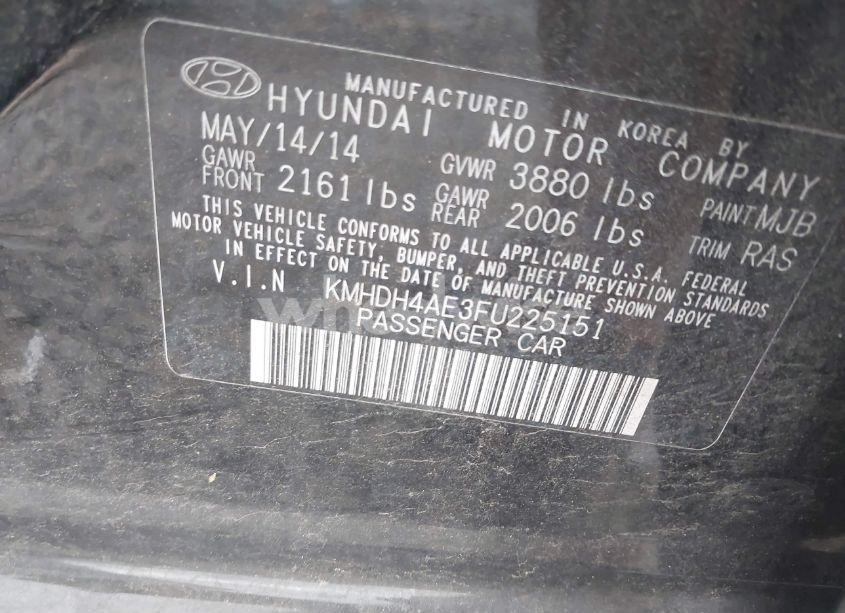 MANUFACTURED IN KOREA BY
HYUNDAI MOTOR COMPANY
MAY/14/14 GVWR 3880 lbs PAINT MJB
GAWR FRONT 2161 lbs GAWR REAR 2006 lbs TRIM RAS
THIS VEHICLE CONFORMS TO ALL APPLICABLE U.S.A. FEDERAL
MOTOR VEHICLE SAFETY, BUMPER, AND THEFT PREVENTION STANDARDS
IN EFFECT ON THE DATE OF MANUFACTURE SHOWN ABOVE
V.I.N KMHDH4AE3FU225151
PASSENGER CAR